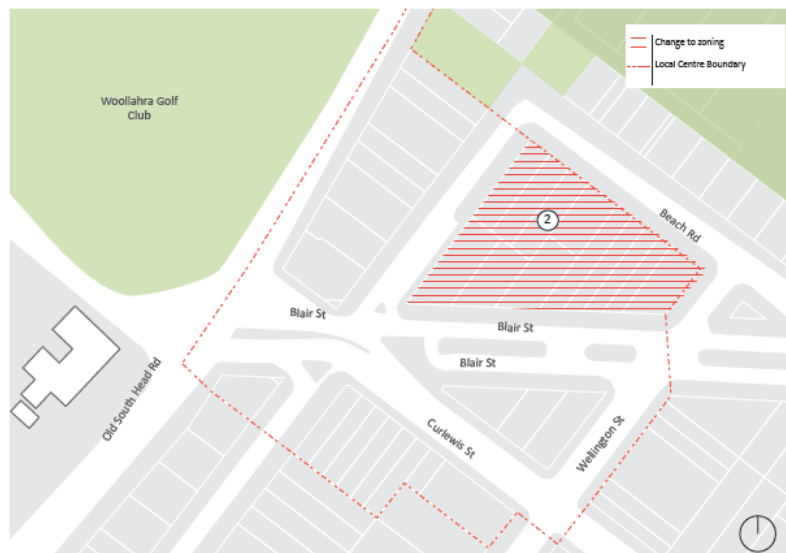 Change to zoning
Local Centre Boundary
Woollahra Golf
Club
2
Beach Rd
Blair St
Blair St
Blair St
Old South Head Rd
Curlewis St
Wellington St